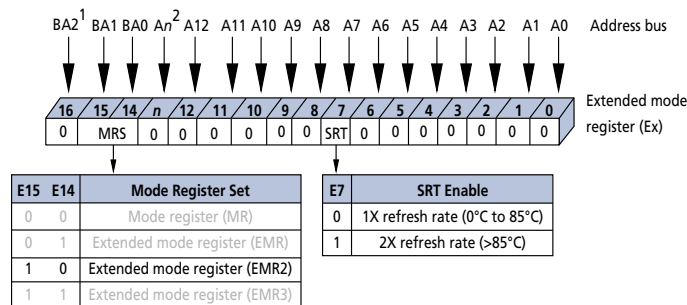 BA2¹ BA1 BA0 An² A12 A11 A10 A9 A8 A7 A6 A5 A4 A3 A2 A1 A0 Address bus
16 15 14 n 12 11 10 9 8 7 6 5 4 3 2 1 0 Extended mode
register (Ex)
0 MRS 0 0 0 0 0 0 SRT 0 0 0 0 0 0 0
E15 E14 Mode Register Set
0 0 Mode register (MR)
0 1 Extended mode register (EMR)
1 0 Extended mode register (EMR2)
1 1 Extended mode register (EMR3)
E7 SRT Enable
0 1X refresh rate (0°C to 85°C)
1 2X refresh rate (>85°C)